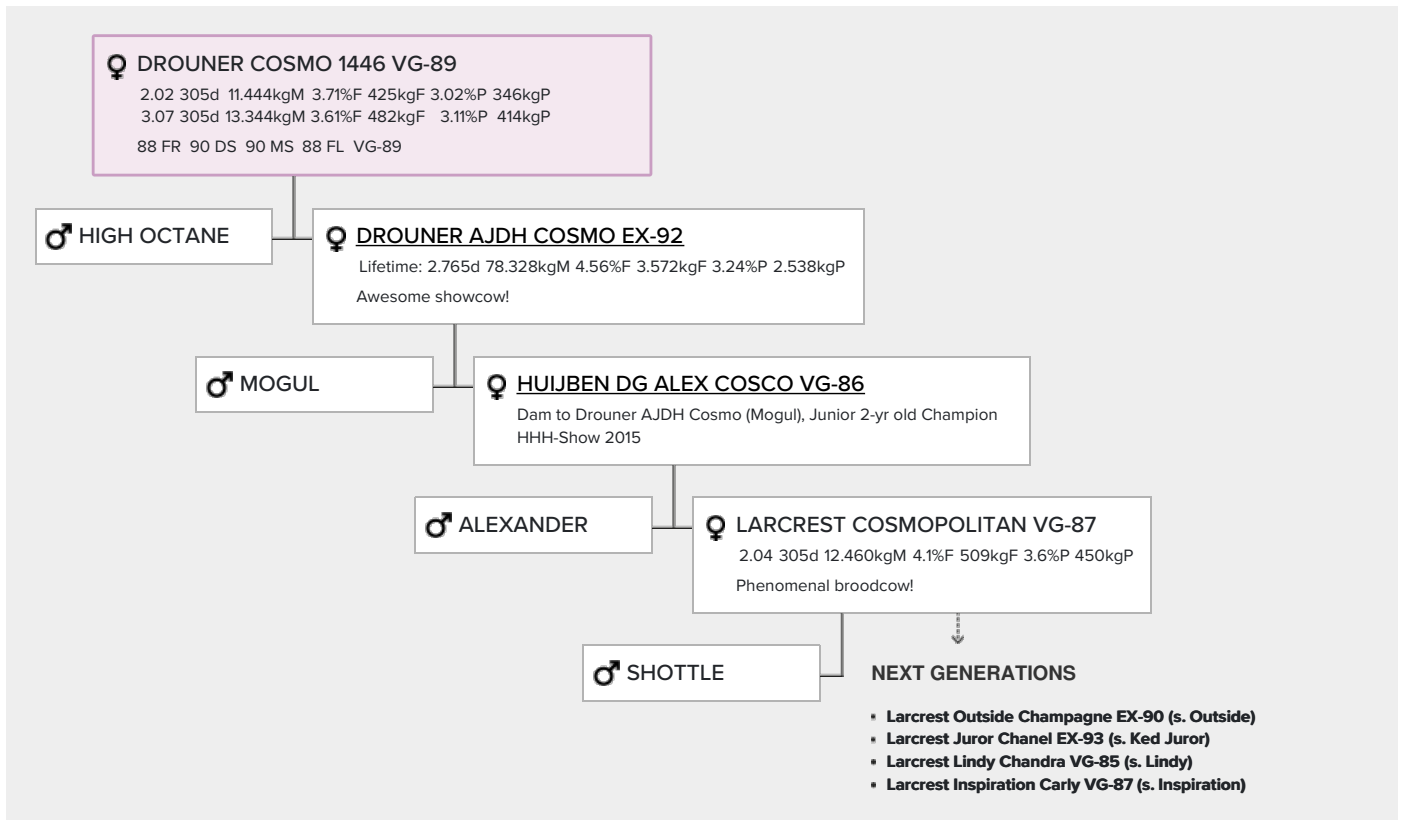 DROUNER COSMO 1446 VG-89
2.02 305d 11.444kgM 3.71%F 425kgF 3.02%P 346kgP
3.07 305d 13.344kgM 3.61%F 482kgF 3.11%P 414kgP
88 FR 90 DS 90 MS 88 FL VG-89
HIGH OCTANE
DROUNER AJDH COSMO EX-92
Lifetime: 2.765d 78.328kgM 4.56%F 3.572kgF 3.24%P 2.538kgP
Awesome showcow!
MOGUL
HUIJBEN DG ALEX COSCO VG-86
Dam to Drouner AJDH Cosmo (Mogul), Junior 2-yr old Champion
HHH-Show 2015
ALEXANDER
LARCREST COSMOPOLITAN VG-87
2.04 305d 12.460kgM 4.1%F 509kgF 3.6%P 450kgP
Phenomenal broodcow!
SHOTTLE
NEXT GENERATIONS
Larcrest Outside Champagne EX-90 (s. Outside)
Larcrest Juror Chanel EX-93 (s. Ked Juror)
Larcrest Lindy Chandra VG-85 (s. Lindy)
Larcrest Inspiration Carly VG-87 (s. Inspiration)